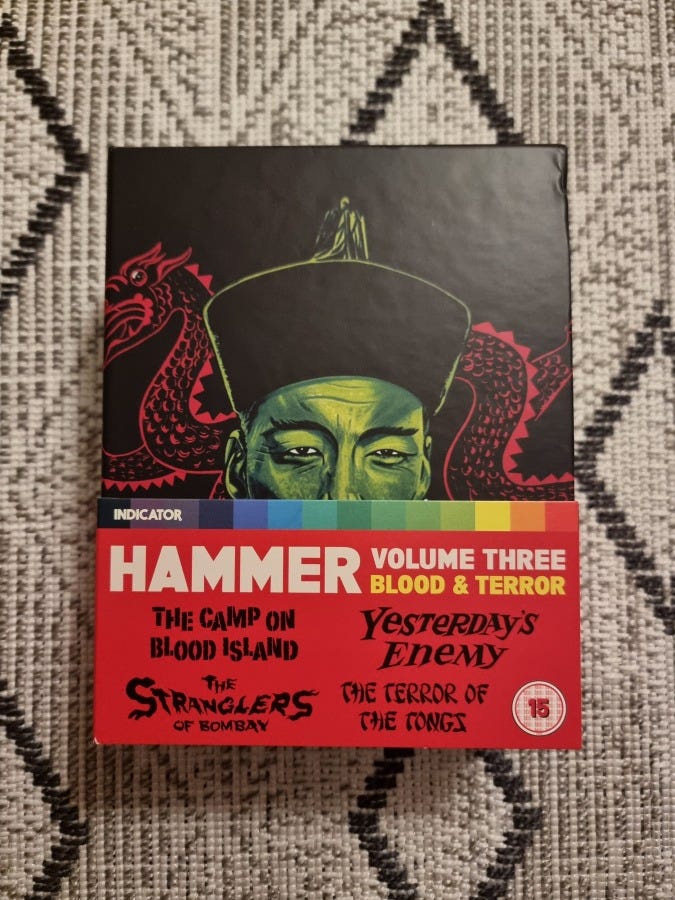 INDICATOR
HAMMER
VOLUME THREE
BLOOD & TERROR
THE CAMP ON
BLOOD ISLAND
YESTERDAY'S
ENEMY
THE
STRANGLERS
OF BOMBAY
THE TERROR OF
THE TONGS
15